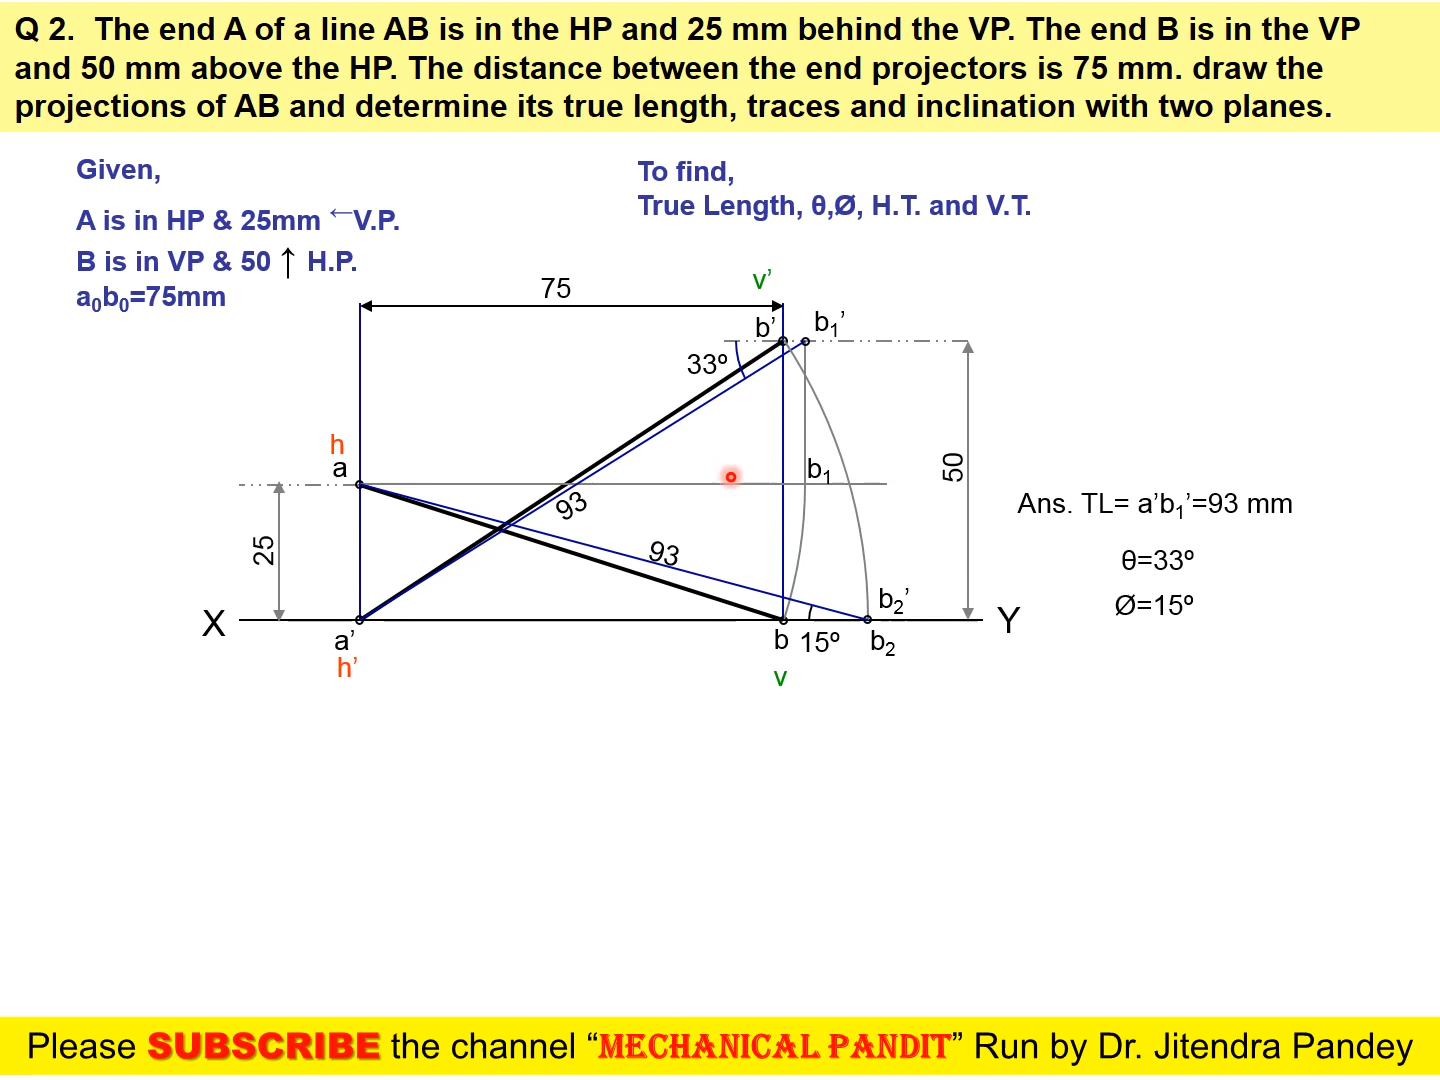 Q 2. The end A of a line AB is in the HP and 25 mm behind the VP. The end B is in the VP
and 50 mm above the HP. The distance between the end projectors is 75 mm. draw the
projections of AB and determine its true length, traces and inclination with two planes.
Given,
A is in HP & 25mm ←V.P.
B is in VP & 50 ↑ H.P.
a₀b₀=75mm
To find,
True Length, θ,Ø, H.T. and V.T.
75
v’
b’
b₁’
33º
h
a
b₁
50
93
93
25
Ans. TL= a’b₁’=93 mm
θ=33º
Ø=15º
b₂’
X
Y
a’
b
15º
b₂
h’
v
Please SUBSCRIBE the channel “MECHANICAL PANDIT” Run by Dr. Jitendra Pandey